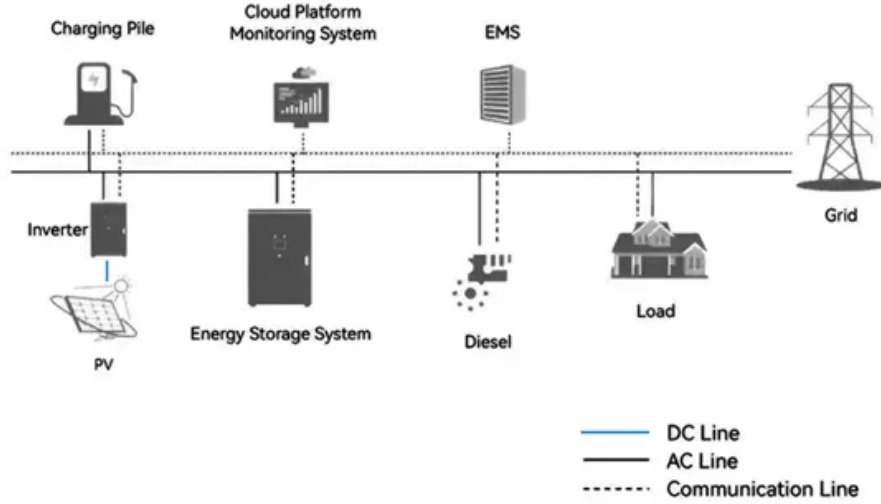 Charging Pile
Cloud Platform
Monitoring System
EMS
Grid
Inverter
Energy Storage System
Load
Diesel
PV
DC Line
AC Line
Communication Line